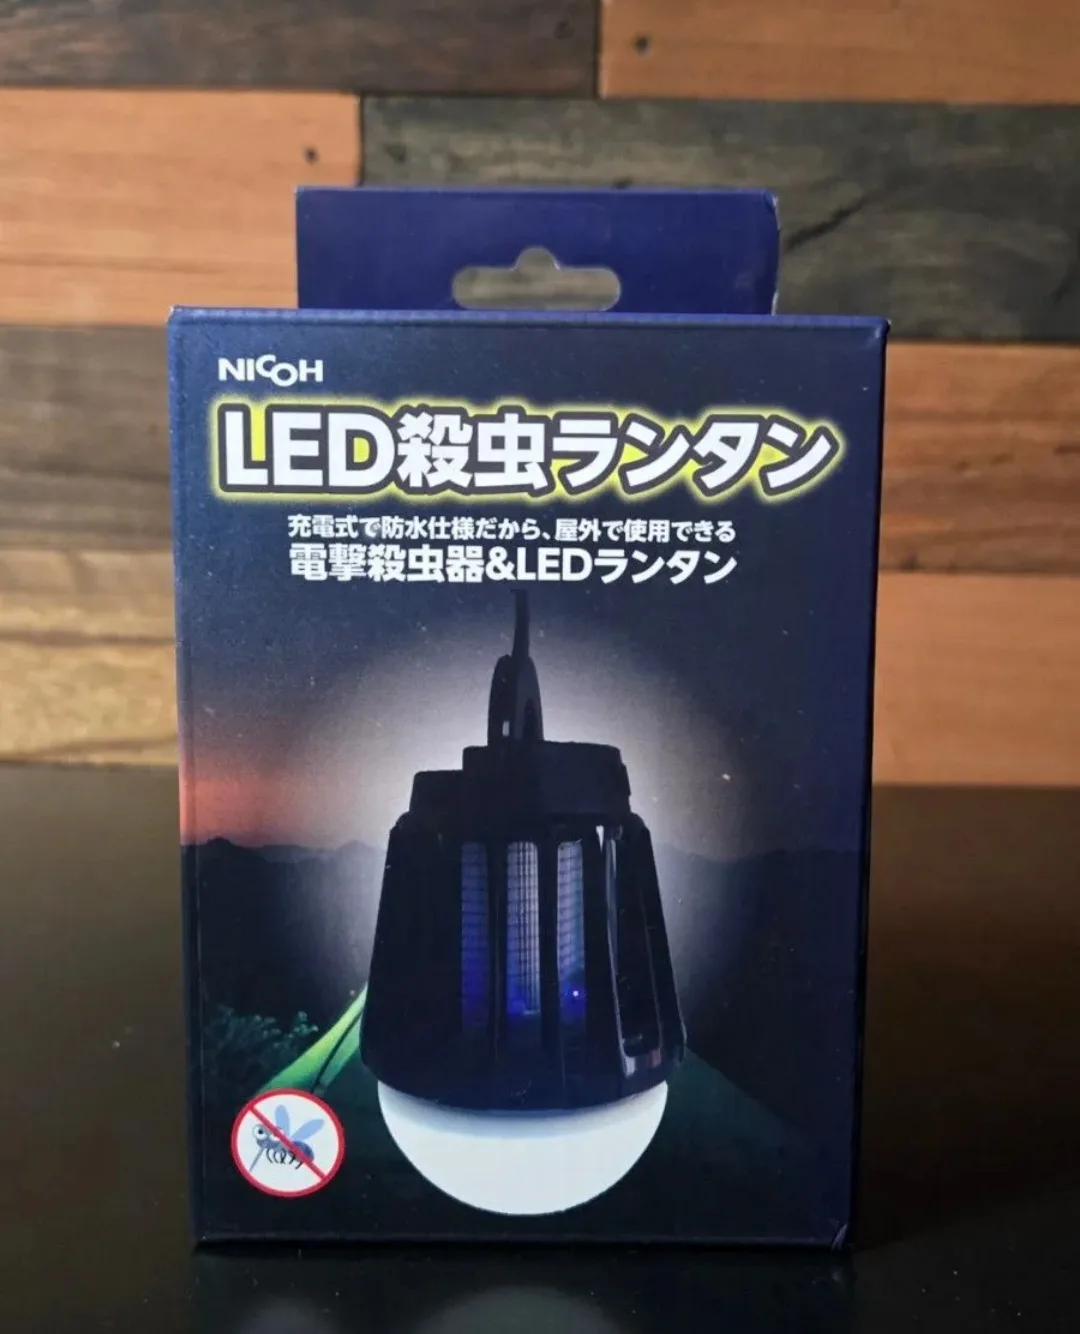 NICOH
LED殺虫ランタン
充電式で防水仕様だから、屋外で使用できる
電撃殺虫器&LEDランタン